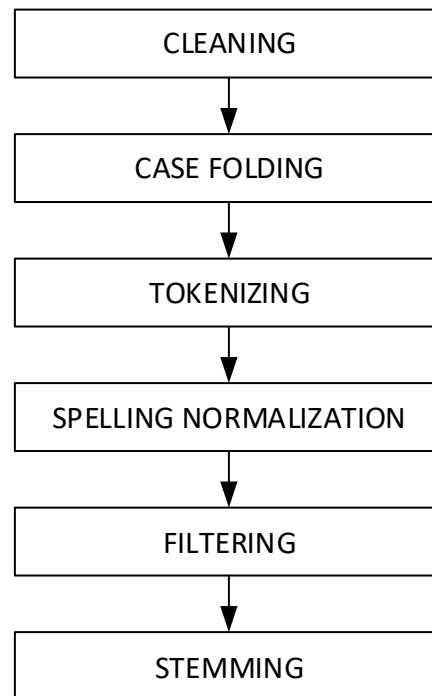 CLEANING
CASE FOLDING
TOKENIZING
SPELLING NORMALIZATION
FILTERING
STEMMING